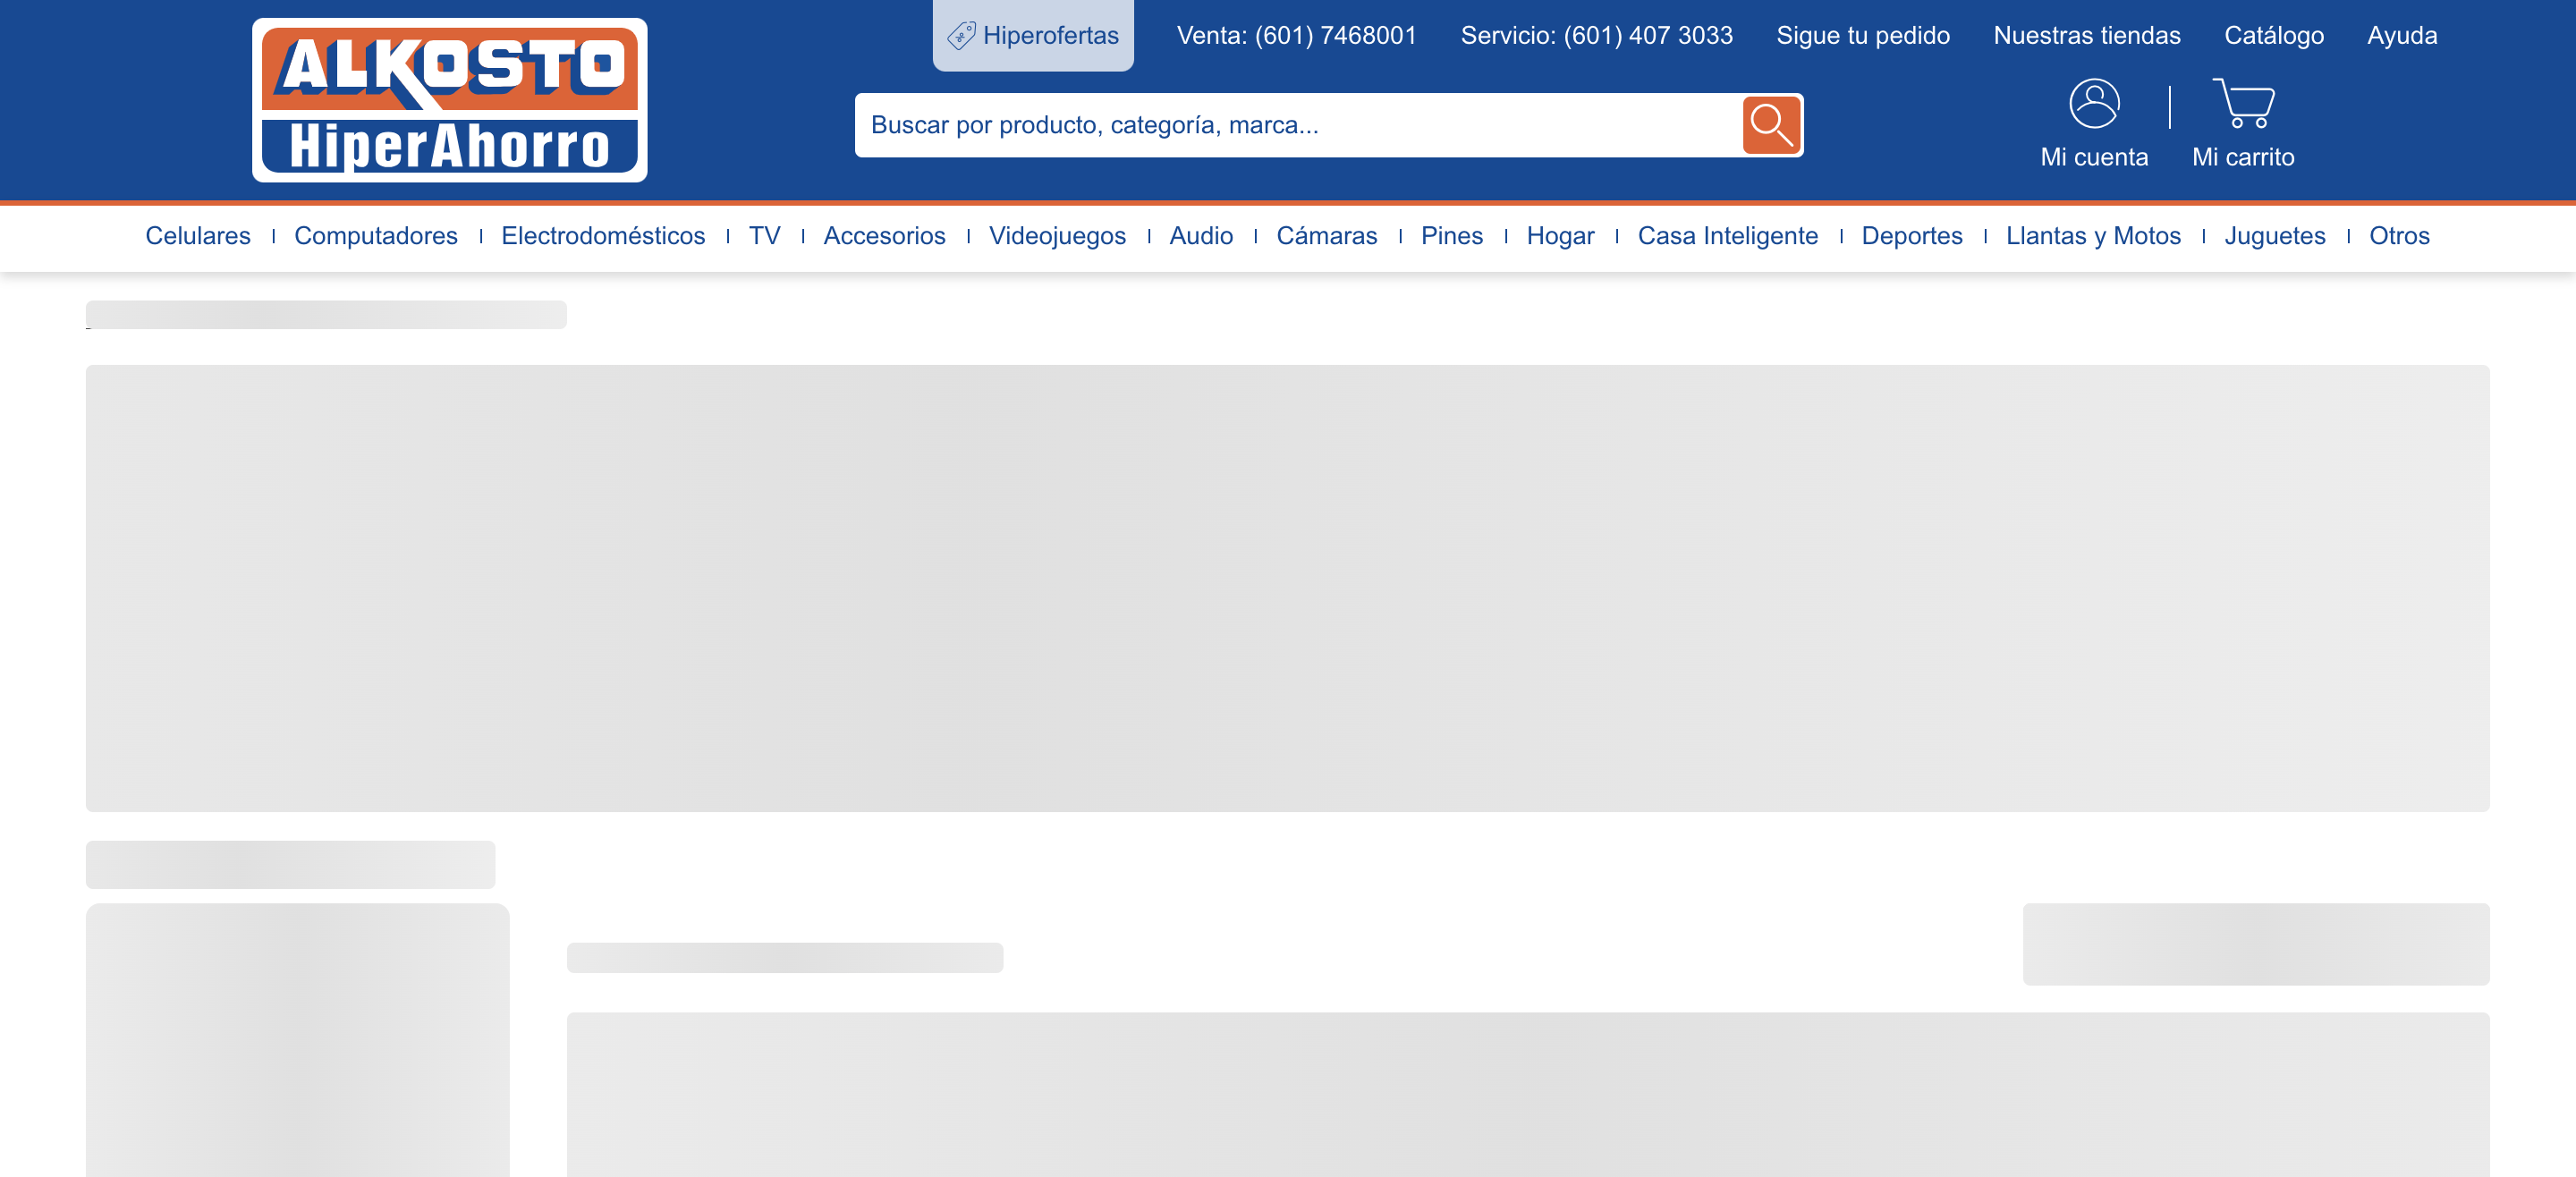 ALKOSTO
HiperAhorro
Hiperofertas
Venta: (601) 7468001
Servicio: (601) 407 3033
Sigue tu pedido
Nuestras tiendas
Catálogo
Ayuda
Buscar por producto, categoría, marca...
Mi cuenta
Mi carrito
Celulares
Computadores
Electrodomésticos
TV
Accesorios
Videojuegos
Audio
Cámaras
Pines
Hogar
Casa Inteligente
Deportes
Llantas y Motos
Juguetes
Otros